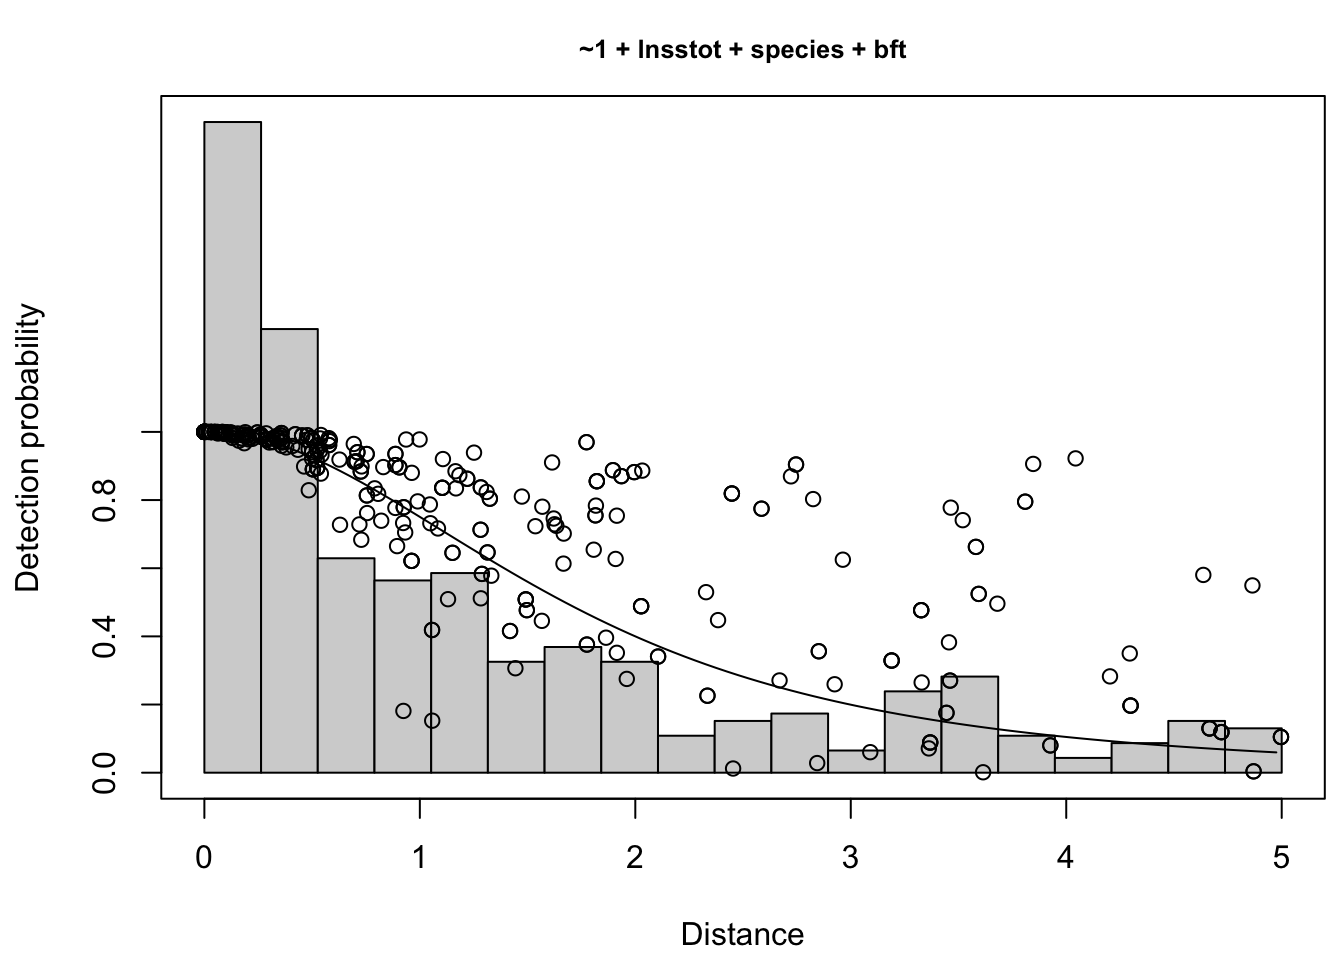 ~1 + lnsstot + species + bft
Detection probability
0.8
0.4
0.0
0 1 2 3 4 5
Distance